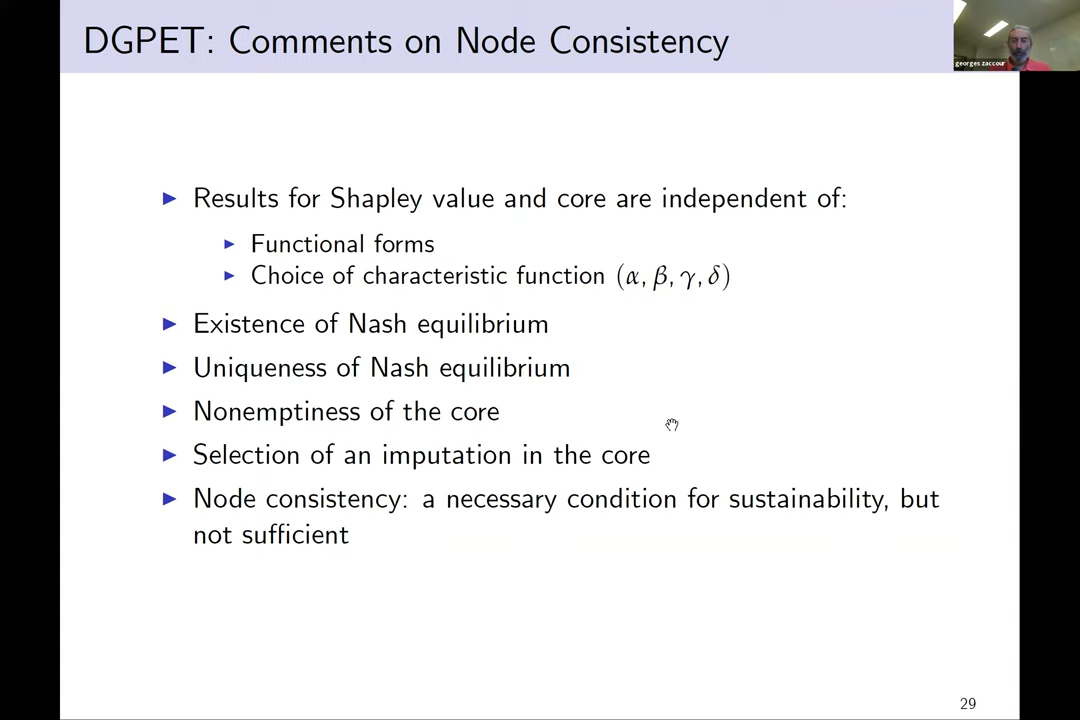 DGPET: Comments on Node Consistency
georges zaccour
Results for Shapley value and core are independent of:
Functional forms
Choice of characteristic function (α, β, γ, δ)
Existence of Nash equilibrium
Uniqueness of Nash equilibrium
Nonemptiness of the core
Selection of an imputation in the core
Node consistency: a necessary condition for sustainability, but
not sufficient
29